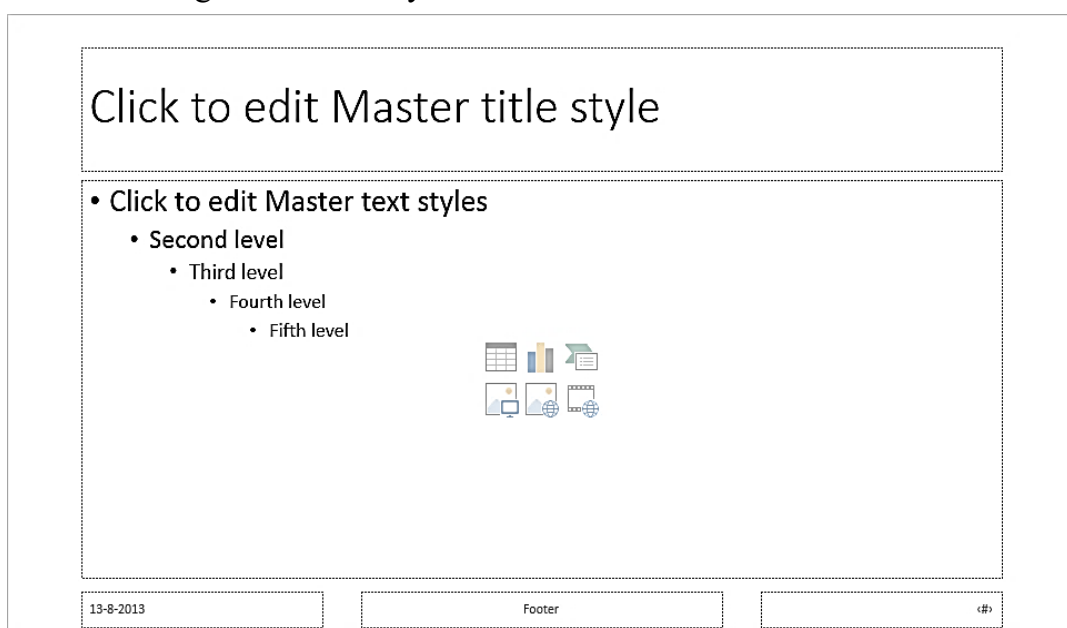 Click to edit Master title style
• Click to edit Master text styles
• Second level
• Third level
• Fourth level
• Fifth level
13-8-2013
Footer
‹#›